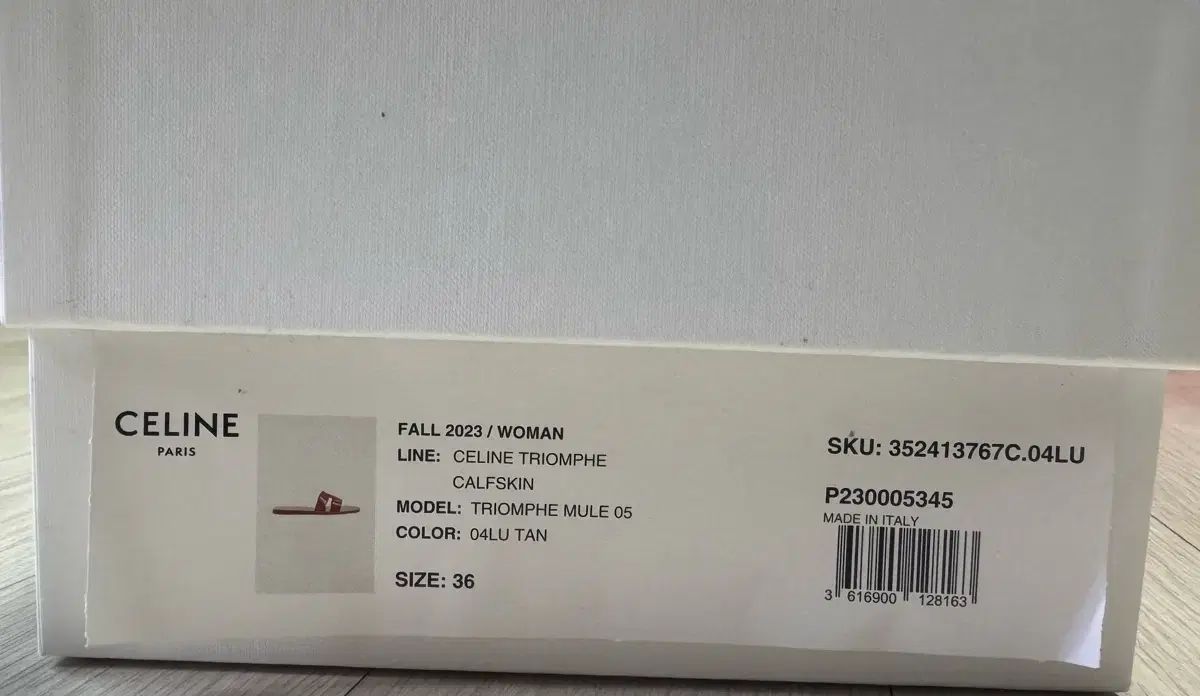 CELINE
PARIS
FALL 2023 / WOMAN
LINE: CELINE TRIOMPHE
CALFSKIN
MODEL: TRIOMPHE MULE 05
COLOR: 04LU TAN
SIZE: 36
SKU: 352413767C.04LU
P230005345
MADE IN ITALY
3 616900 128163